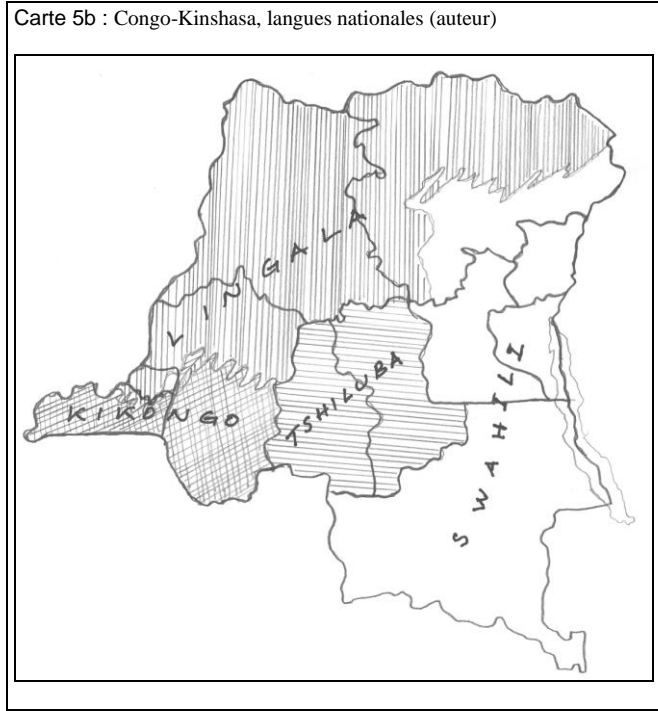 Carte 5b : Congo-Kinshasa, langues nationales (auteur)
LINGALA
KIKONGO
TSHILUBA
SWAHILI